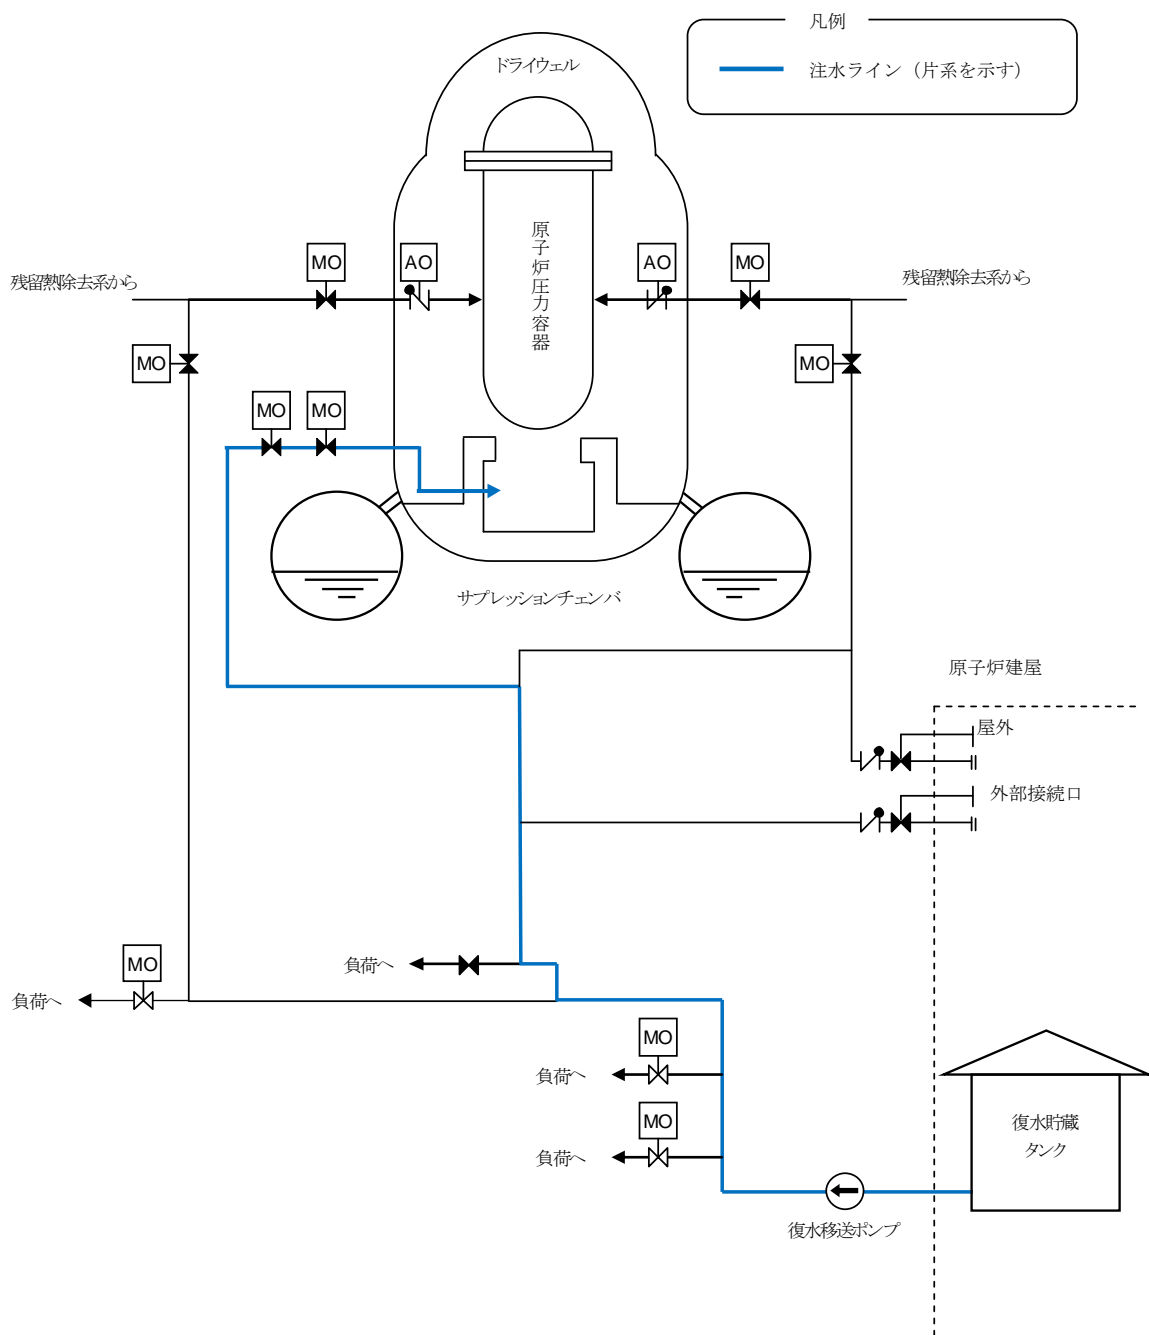 凡例
注水ライン（片系を示す）
ドライウェル
原子炉圧力容器
MO
AO
AO
MO
残留熱除去系から
残留熱除去系から
MO
MO
MO
MO
サプレッションチェンバ
原子炉建屋
屋外
外部接続口
MO
負荷へ
負荷へ
MO
負荷へ
MO
負荷へ
復水貯蔵
タンク
復水移送ポンプ